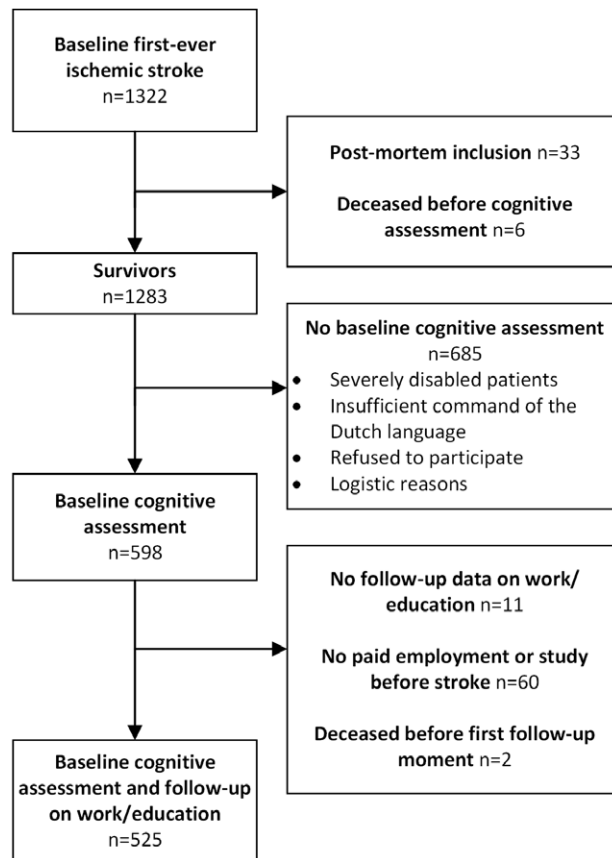 Baseline first-ever
ischemic stroke
n=1322
Post-mortem inclusion n=33
Deceased before cognitive
assessment n=6
Survivors
n=1283
No baseline cognitive assessment
n=685
• Severely disabled patients
• Insufficient command of the
Dutch language
• Refused to participate
• Logistic reasons
Baseline cognitive
assessment
n=598
No follow-up data on work/
education n=11
No paid employment or study
before stroke n=60
Deceased before first follow-up
moment n=2
Baseline cognitive
assessment and follow-up
on work/education
n=525